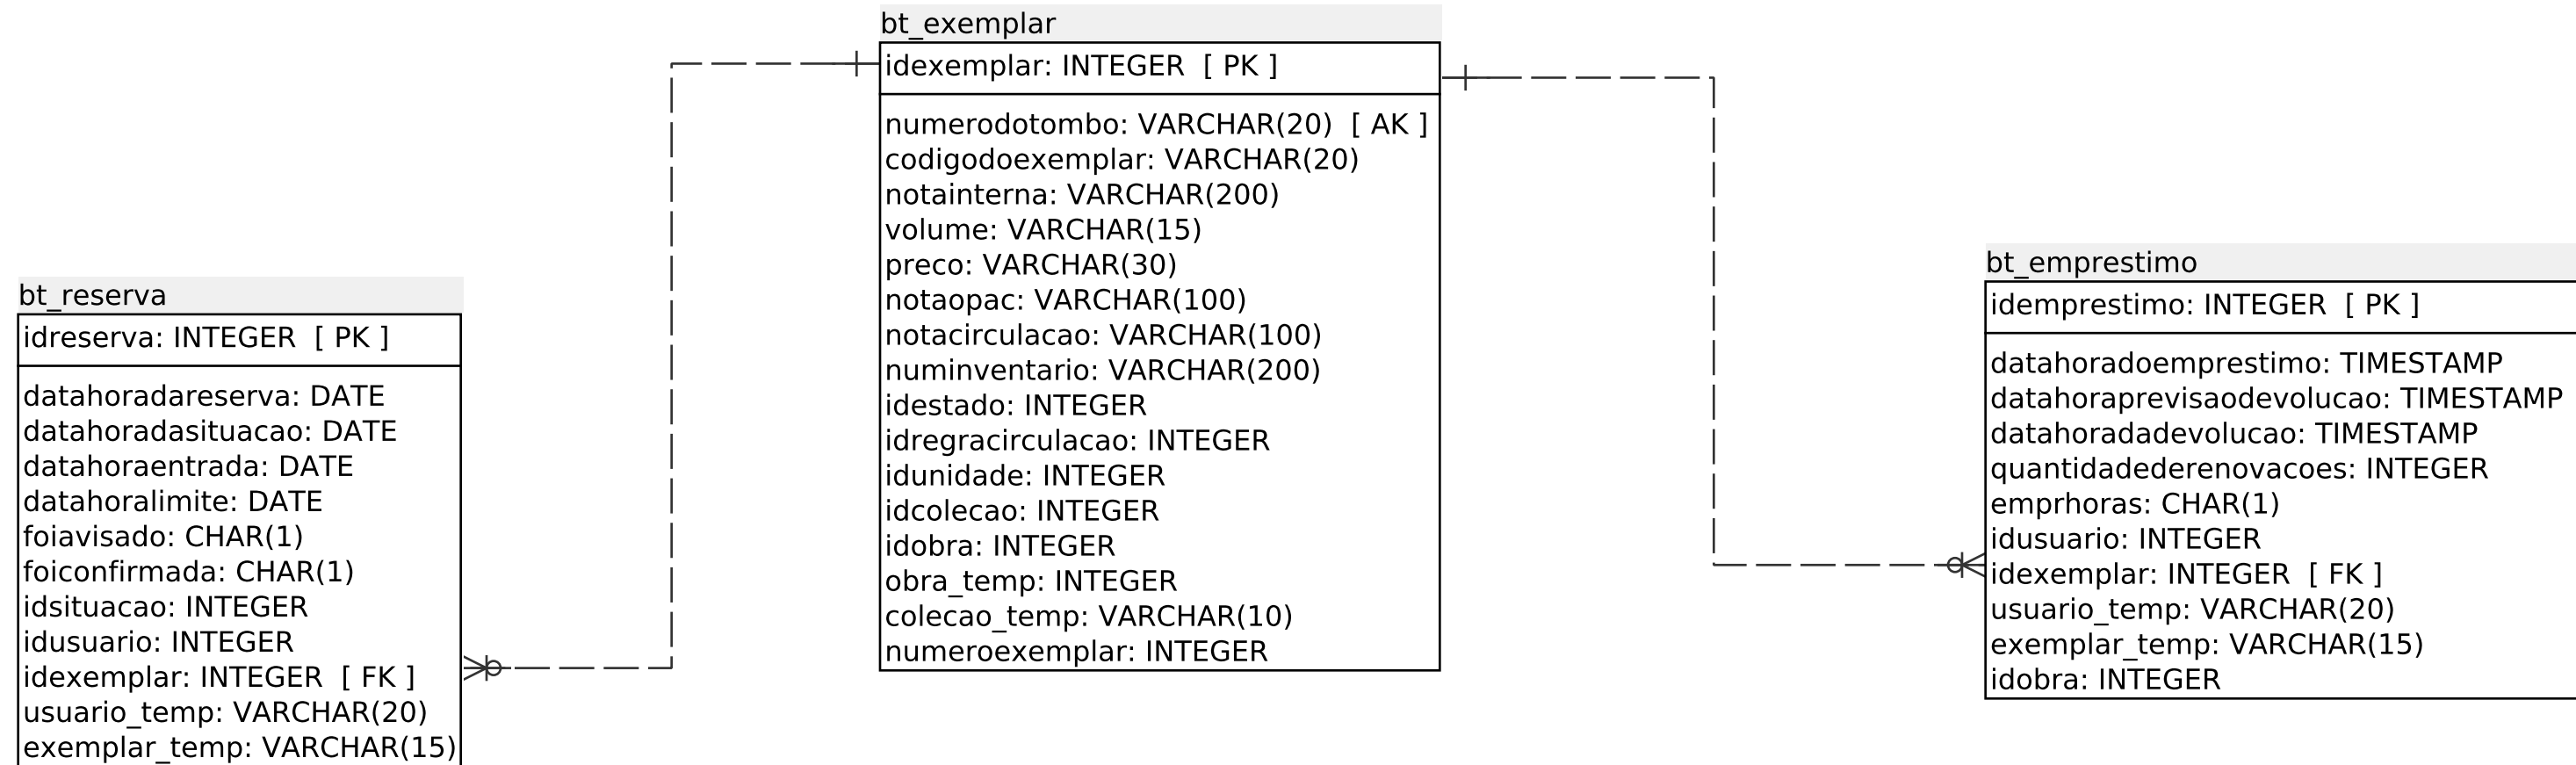 bt_exemplar
idexemplar: INTEGER [ PK ]
numerodotombo: VARCHAR(20) [ AK ]
codigodoexemplar: VARCHAR(20)
notainterna: VARCHAR(200)
volume: VARCHAR(15)
preco: VARCHAR(30)
notaopac: VARCHAR(100)
notacirculacao: VARCHAR(100)
numinventario: VARCHAR(200)
idestado: INTEGER
idregracirculacao: INTEGER
idunidade: INTEGER
idcolecao: INTEGER
idobra: INTEGER
obra_temp: INTEGER
colecao_temp: VARCHAR(10)
numeroexemplar: INTEGER
bt_reserva
idreserva: INTEGER [ PK ]
datahoradareserva: DATE
datahoradasituacao: DATE
datahoraentrada: DATE
datahoralimite: DATE
foiavisado: CHAR(1)
foiconfirmada: CHAR(1)
idsituacao: INTEGER
idusuario: INTEGER
idexemplar: INTEGER [ FK ]
usuario_temp: VARCHAR(20)
exemplar_temp: VARCHAR(15)
bt_emprestimo
idemprestimo: INTEGER [ PK ]
datahoradoemprestimo: TIMESTAMP
datahoraprevisaodevolucao: TIMESTAMP
datahoradadevolucao: TIMESTAMP
quantidadederenovacoes: INTEGER
emprhoras: CHAR(1)
idusuario: INTEGER
idexemplar: INTEGER [ FK ]
usuario_temp: VARCHAR(20)
exemplar_temp: VARCHAR(15)
idobra: INTEGER